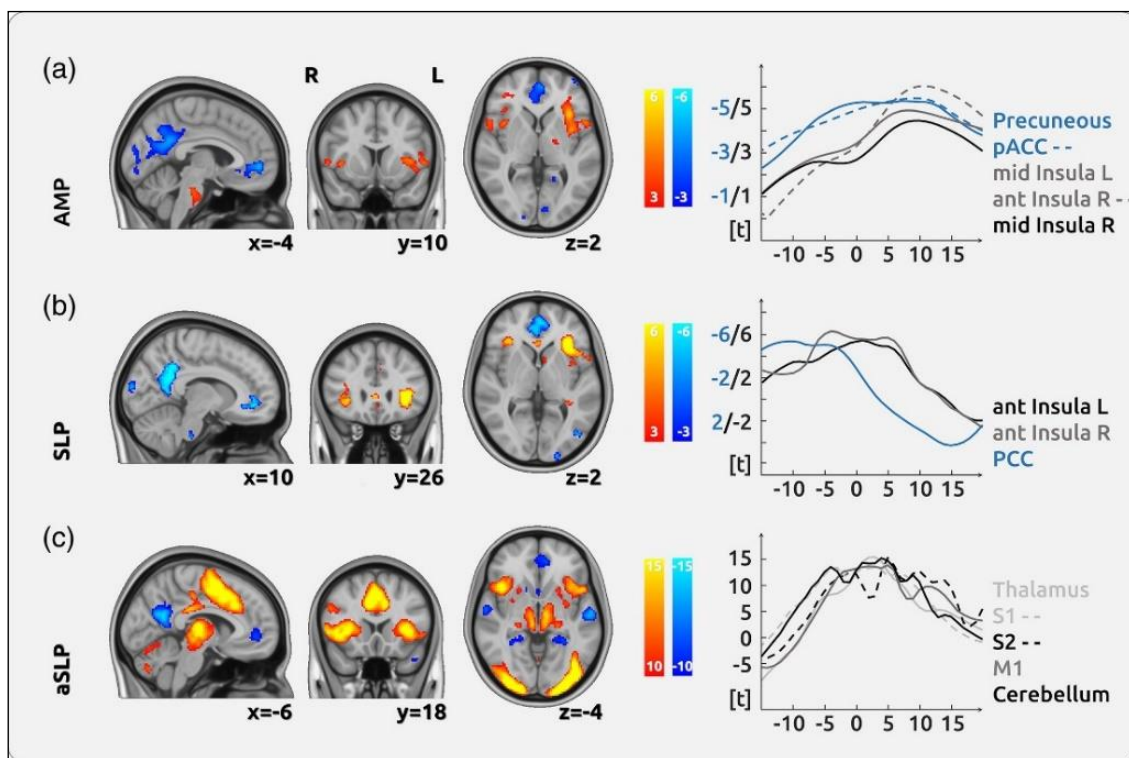 (a)
R L
AMP
x=-4 y=10 z=2
6 -6
3 -3
-5/5
-3/3
-1/1
[t]
-10 -5 0 5 10 15
Precuneous
pACC - -
mid Insula L
ant Insula R - -
mid Insula R
(b)
SLP
x=10 y=26 z=2
6 -6
3 -3
-6/6
-2/2
2/-2
[t]
-10 -5 0 5 10 15
ant Insula L
ant Insula R
PCC
(c)
aSLP
x=-6 y=18 z=-4
15 -15
10 -10
15
10
5
0
-5
[t]
-10 -5 0 5 10 15
Thalamus
S1 - -
S2 - -
M1
Cerebellum